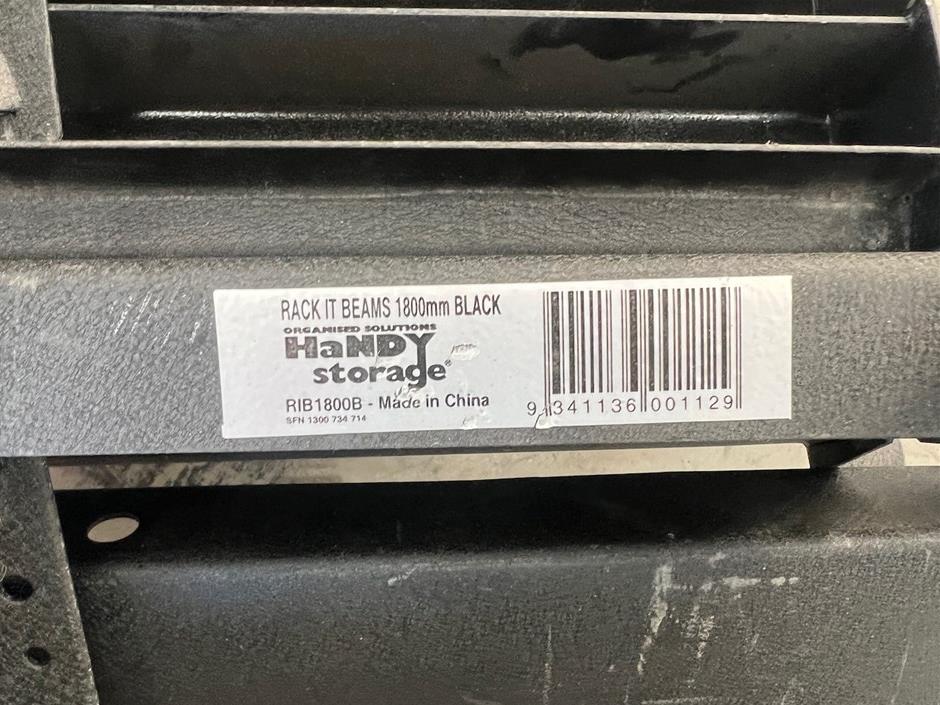 RACK IT BEAMS 1800mm BLACK
ORGANISED SOLUTIONS
HaNDY
storage®
RIB1800B - Made in China
SFN 1300 734 714
9 341136 001129